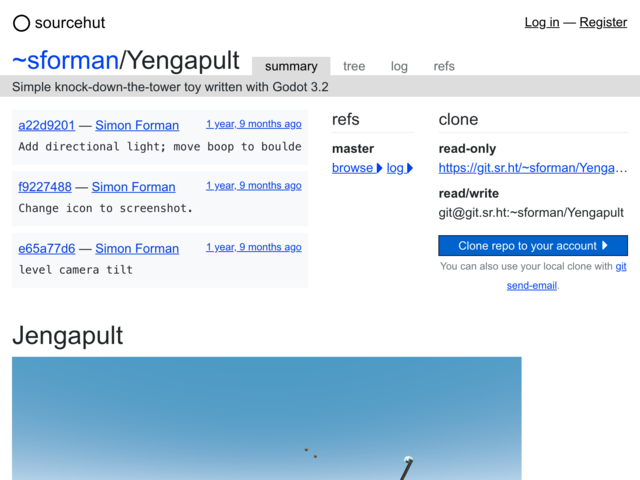 sourcehut
Log in — Register
~sforman/Yengapult
summary tree log refs
Simple knock-down-the-tower toy written with Godot 3.2
a22d9201 — Simon Forman 1 year, 9 months ago
Add directional light; move boop to boulde
f9227488 — Simon Forman 1 year, 9 months ago
Change icon to screenshot.
e65a77d6 — Simon Forman 1 year, 9 months ago
level camera tilt
refs
master
browse log
clone
read-only
https://git.sr.ht/~sforman/Yenga…
read/write
git@git.sr.ht:~sforman/Yengapult
Clone repo to your account
You can also use your local clone with git
send-email.
Jengapult